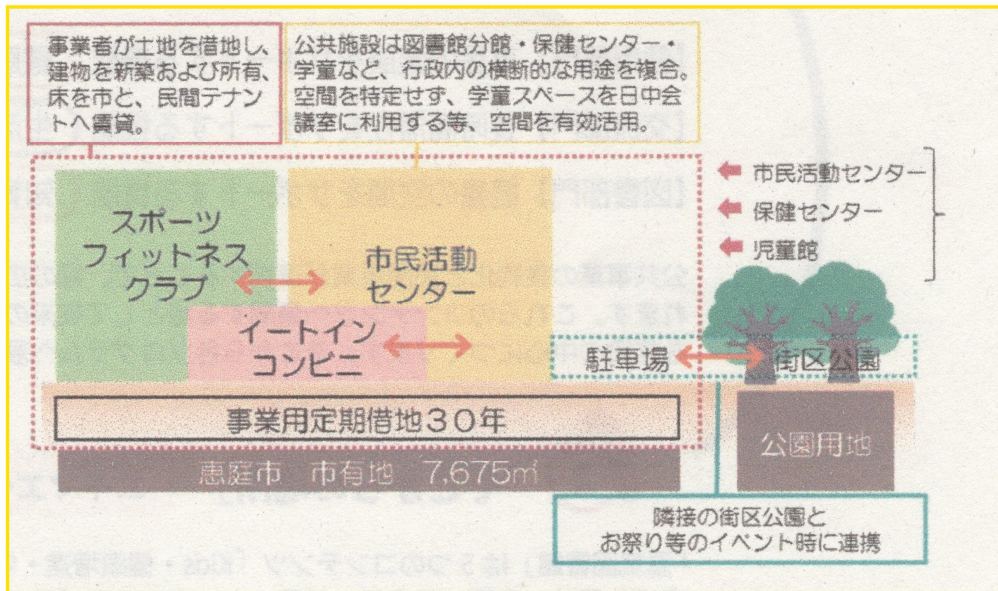 事業者が土地を借地し、
建物を新築および所有、
床を市と、民間テナン
トへ賃貸。
公共施設は図書館分館・保健センター・
学童など、行政内の横断的な用途を複合。
空間を特定せず、学童スペースを日中会
議室に利用する等、空間を有効活用。
市民活動センター
保健センター
児童館
スポーツ
フィットネス
クラブ
市民活動
センター
イートイン
コンビニ
駐車場
街区公園
事業用定期借地30年
恵庭市 市有地 7,675㎡
公園用地
隣接の街区公園と
お祭り等のイベント時に連携